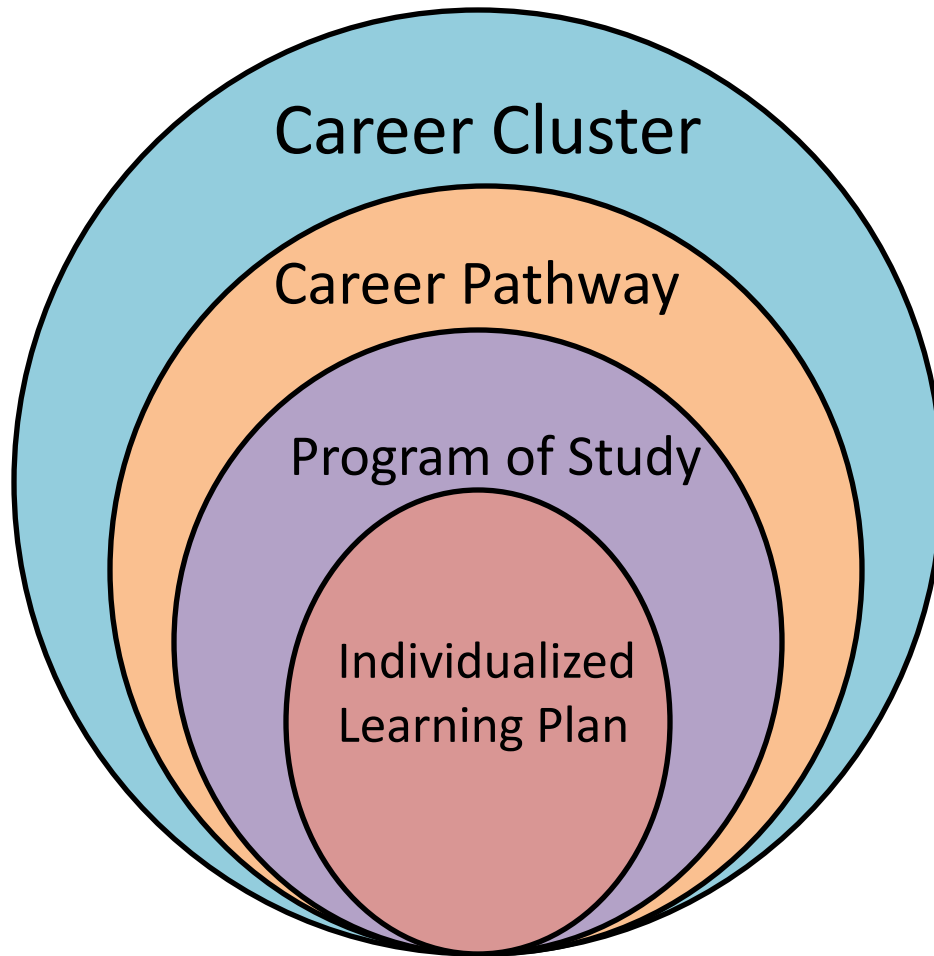 Career Cluster
Career Pathway
Program of Study
Individualized
Learning Plan